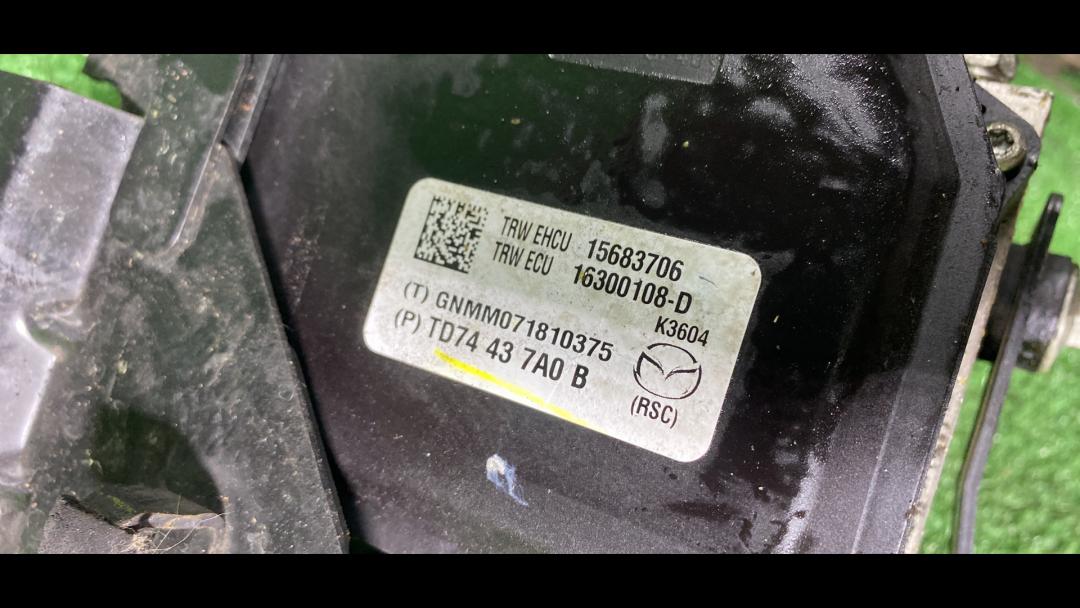 TRW EHCU 15683706
TRW ECU 16300108-D
K3604
(T) GNMM071810375
(P) TD74 43 7A0 B
(RSC)